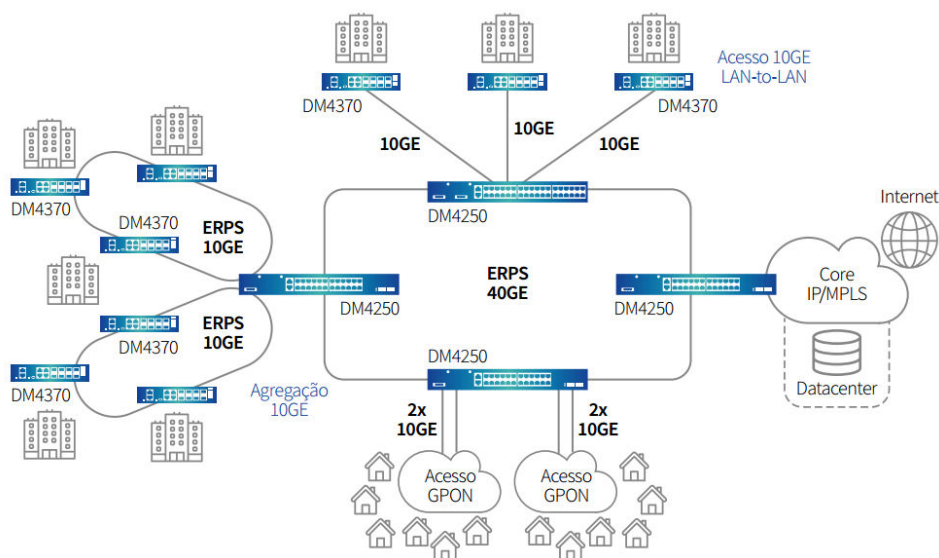 Acesso 10GE
LAN-to-LAN
DM4370
DM4370
10GE
10GE
10GE
DM4370
DM4370
DM4370
ERPS
10GE
DM4250
Internet
Core
IP/MPLS
ERPS
40GE
DM4250
DM4250
DM4370
ERPS
10GE
DM4370
DM4250
Datacenter
Agregação
10GE
2x
10GE
2x
10GE
Acesso
GPON
Acesso
GPON